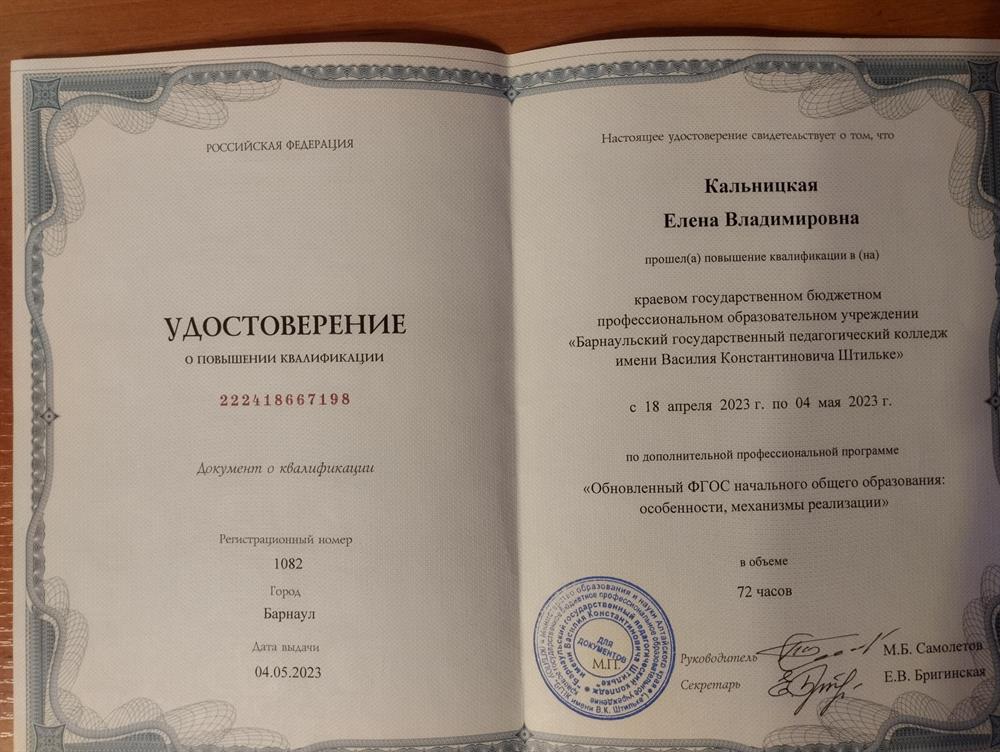 РОССИЙСКАЯ ФЕДЕРАЦИЯ
УДОСТОВЕРЕНИЕ
О ПОВЫШЕНИИ КВАЛИФИКАЦИИ
222418667198
Документ о квалификации
Регистрационный номер
1082
Город
Барнаул
Дата выдачи
04.05.2023
Настоящее удостоверение свидетельствует о том, что
Кальницкая
Елена Владимировна
прошел(а) повышение квалификации в (на)
краевом государственном бюджетном
профессиональном образовательном учреждении
«Барнаульский государственный педагогический колледж
имени Василия Константиновича Штильке»
с 18 апреля 2023 г. по 04 мая 2023 г.
по дополнительной профессиональной программе
«Обновленный ФГОС начального общего образования:
особенности, механизмы реализации»
в объеме
72 часов
ДЛЯ
ДОКУМЕНТОВ
М.П.
Руководитель
М.Б. Самолетов
Секретарь
Е.В. Бригинская